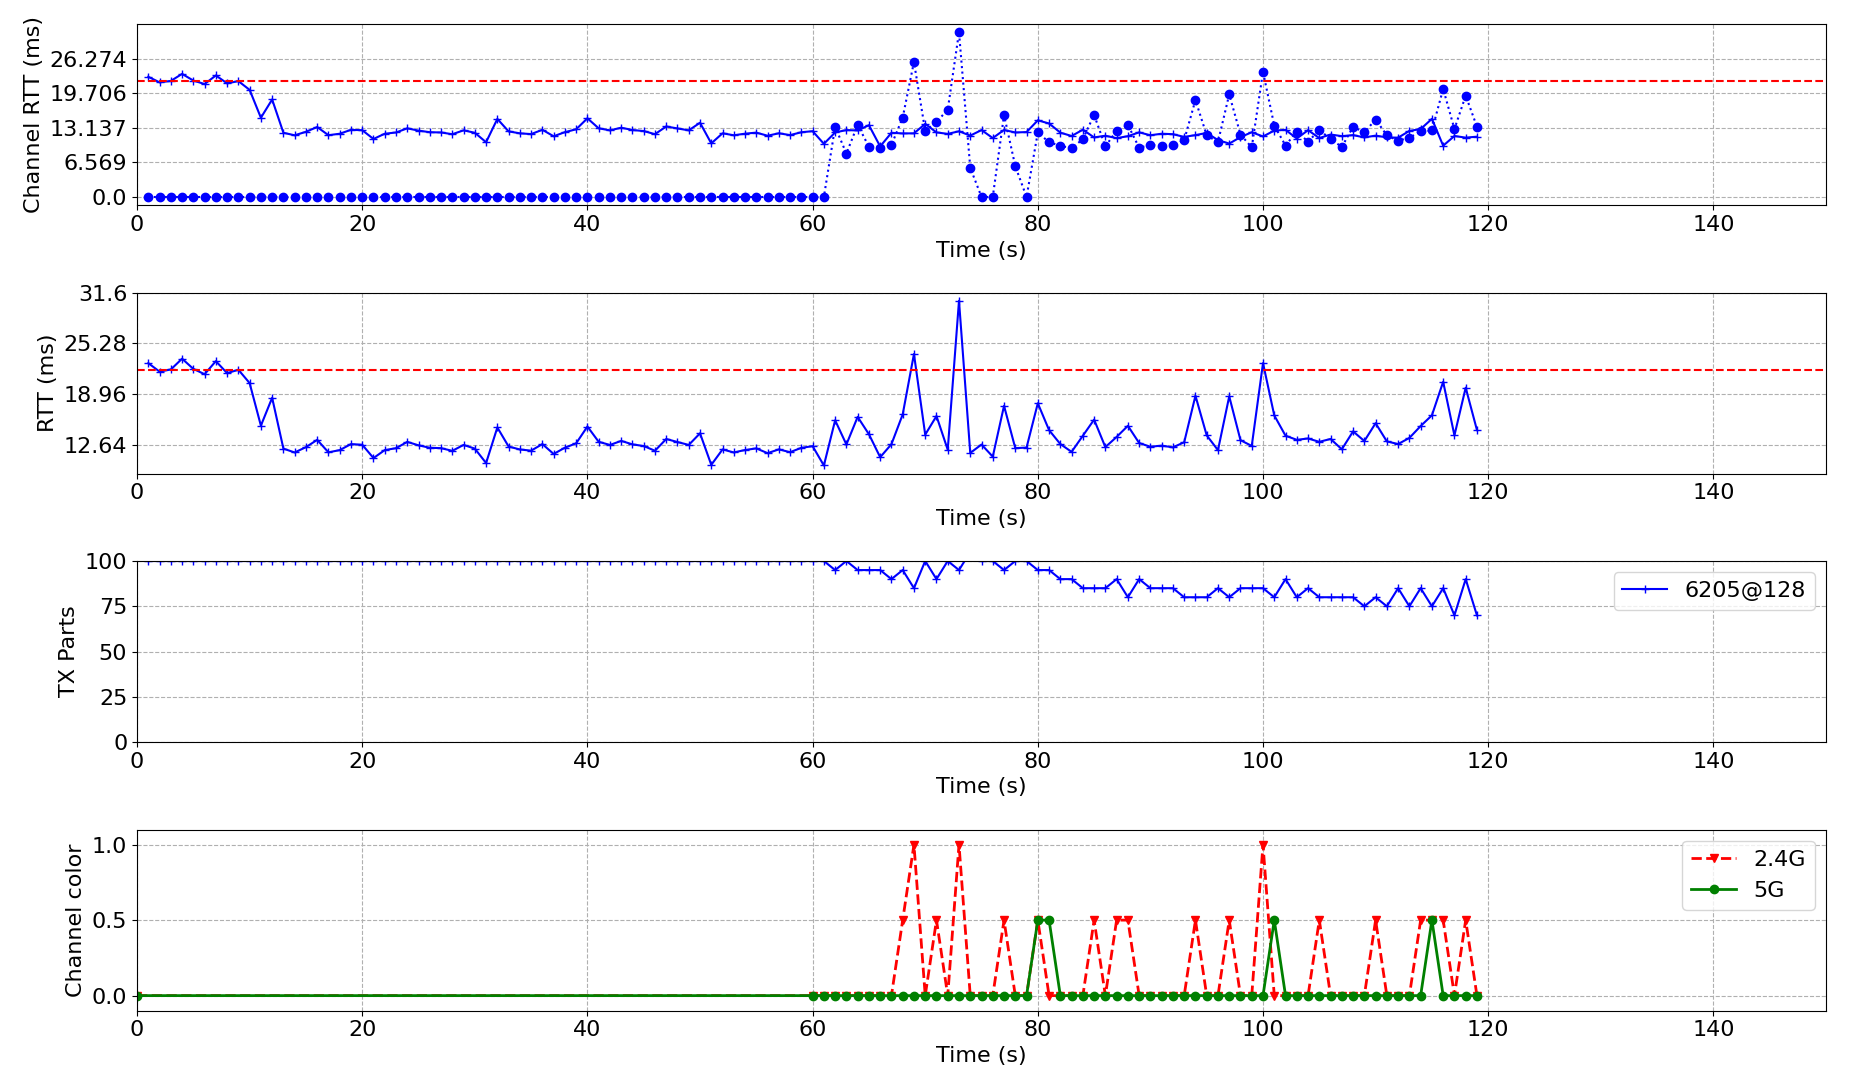 Channel RTT (ms)
26.274
19.706
13.137
6.569
0.0
0 20 40 60 80 100 120 140
Time (s)
RTT (ms)
31.6
25.28
18.96
12.64
0 20 40 60 80 100 120 140
Time (s)
TX Parts
100
75
50
25
0
6205@128
0 20 40 60 80 100 120 140
Time (s)
Channel color
1.0
0.5
0.0
2.4G
5G
0 20 40 60 80 100 120 140
Time (s)